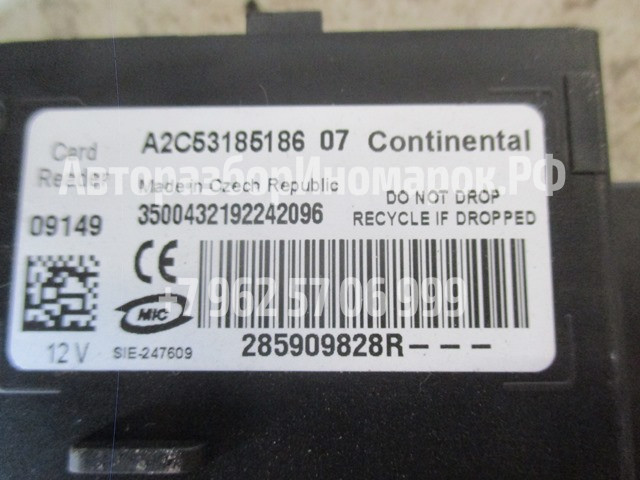 Card
Reader
A2C53185186 07 Continental
Made in Czech Republic
09149
3500432192242096
DO NOT DROP
RECYCLE IF DROPPED
CE
MIC
12 V
SIE-247609
285909828R---
АвторазборИномарок.РФ
+7 962 57 06 999